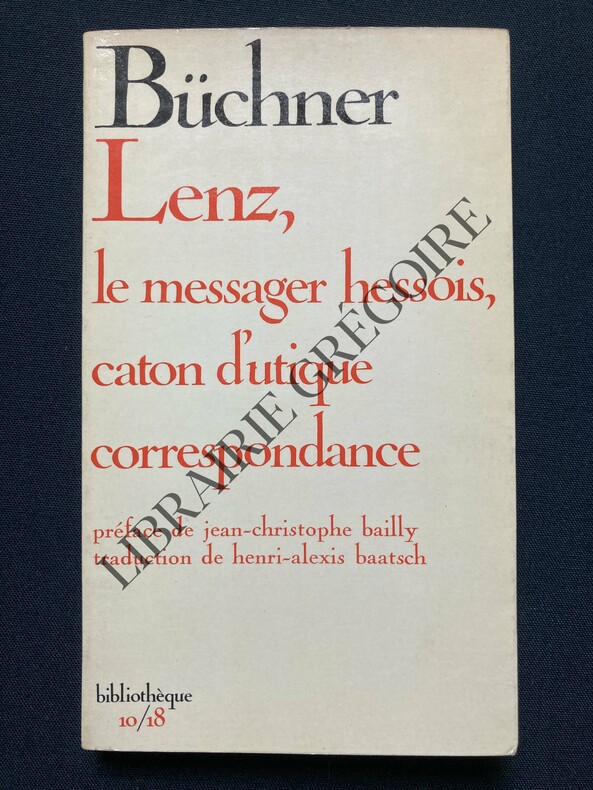 Büchner
Lenz,
le messager hessois,
caton d'utique
correspondance
préface de jean-christophe bailly
traduction de henri-alexis baatsch
bibliothèque
10/18
LIBRAIRIE GRÉGOIRE